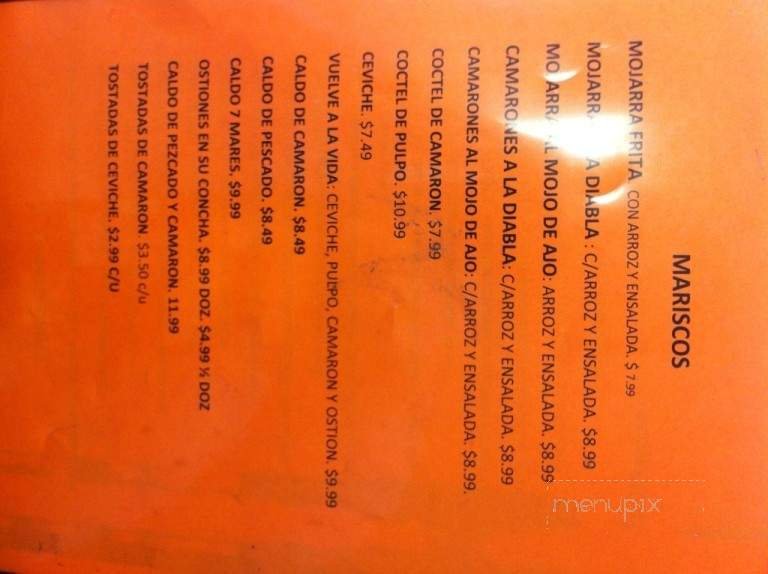 MARISCOS
MOJARRA FRITA CON ARROZ Y ENSALADA. $ 7.99
DIABLA : C/ARROZ Y ENSALADA. $8.99
MOJO DE AJO: ARROZ Y ENSALADA. $8.99
CAMARONES A LA DIABLA: C/ARROZ Y ENSALADA. $8.99
CAMARONES AL MOJO DE AJO: C/ARROZ Y ENSALADA. $8.99.
COCTEL DE CAMARON. $7.99
COCTEL DE PULPO. $10.99
CEVICHE. $7.49
VUELVE A LA VIDA: CEVICHE, PULPO, CAMARON Y OSTION. $9.99
CALDO DE CAMARON. $8.49
CALDO DE PESCADO. $8.49
CALDO 7 MARES. $9.99
OSTIONES EN SU CONCHA. $8.99 DOZ. $4.99 ½ DOZ
CALDO DE PEZCADO Y CAMARON. 11.99
TOSTADAS DE CAMARON $3.50 c/u
TOSTADAS DE CEVICHE. $2.99 C/U
menupix